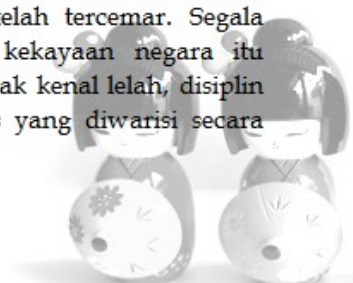 telah tercemar. Segala
kekayaan negara itu
ak kenal lelah, disiplin
yang diwarisi secara